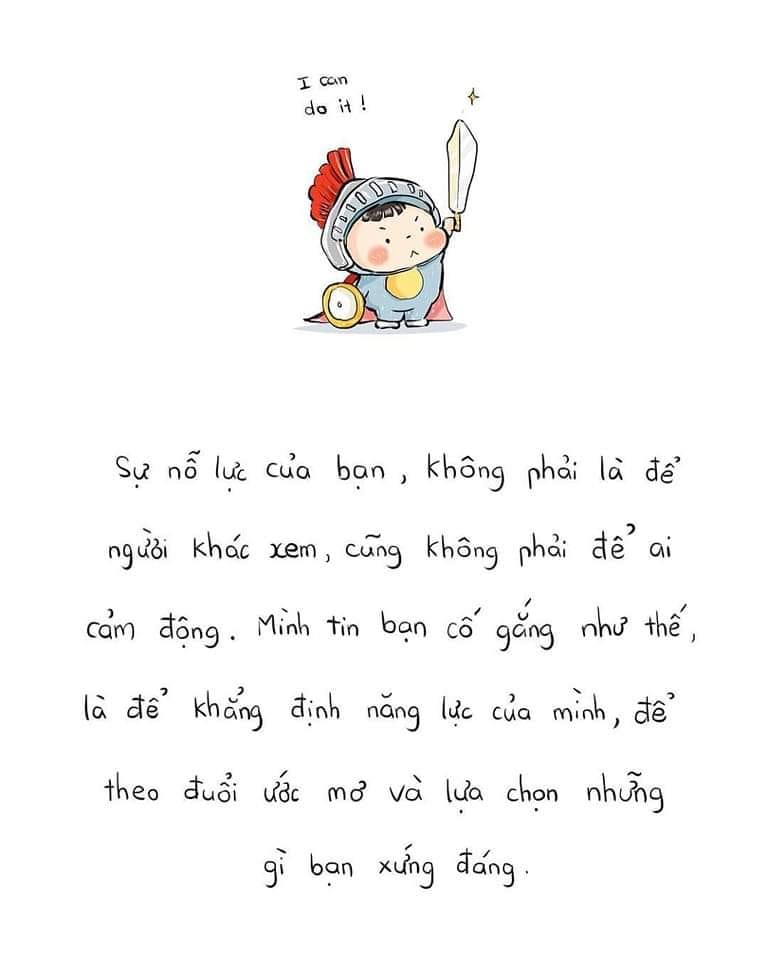 I can
do it!
Sự nỗ lực của bạn, không phải là để
người khác xem, cũng không phải để ai
cảm động. Mình tin bạn cố gắng như thế,
là để khẳng định năng lực của mình, để
theo đuổi ước mơ và lựa chọn những
gì bạn xứng đáng.